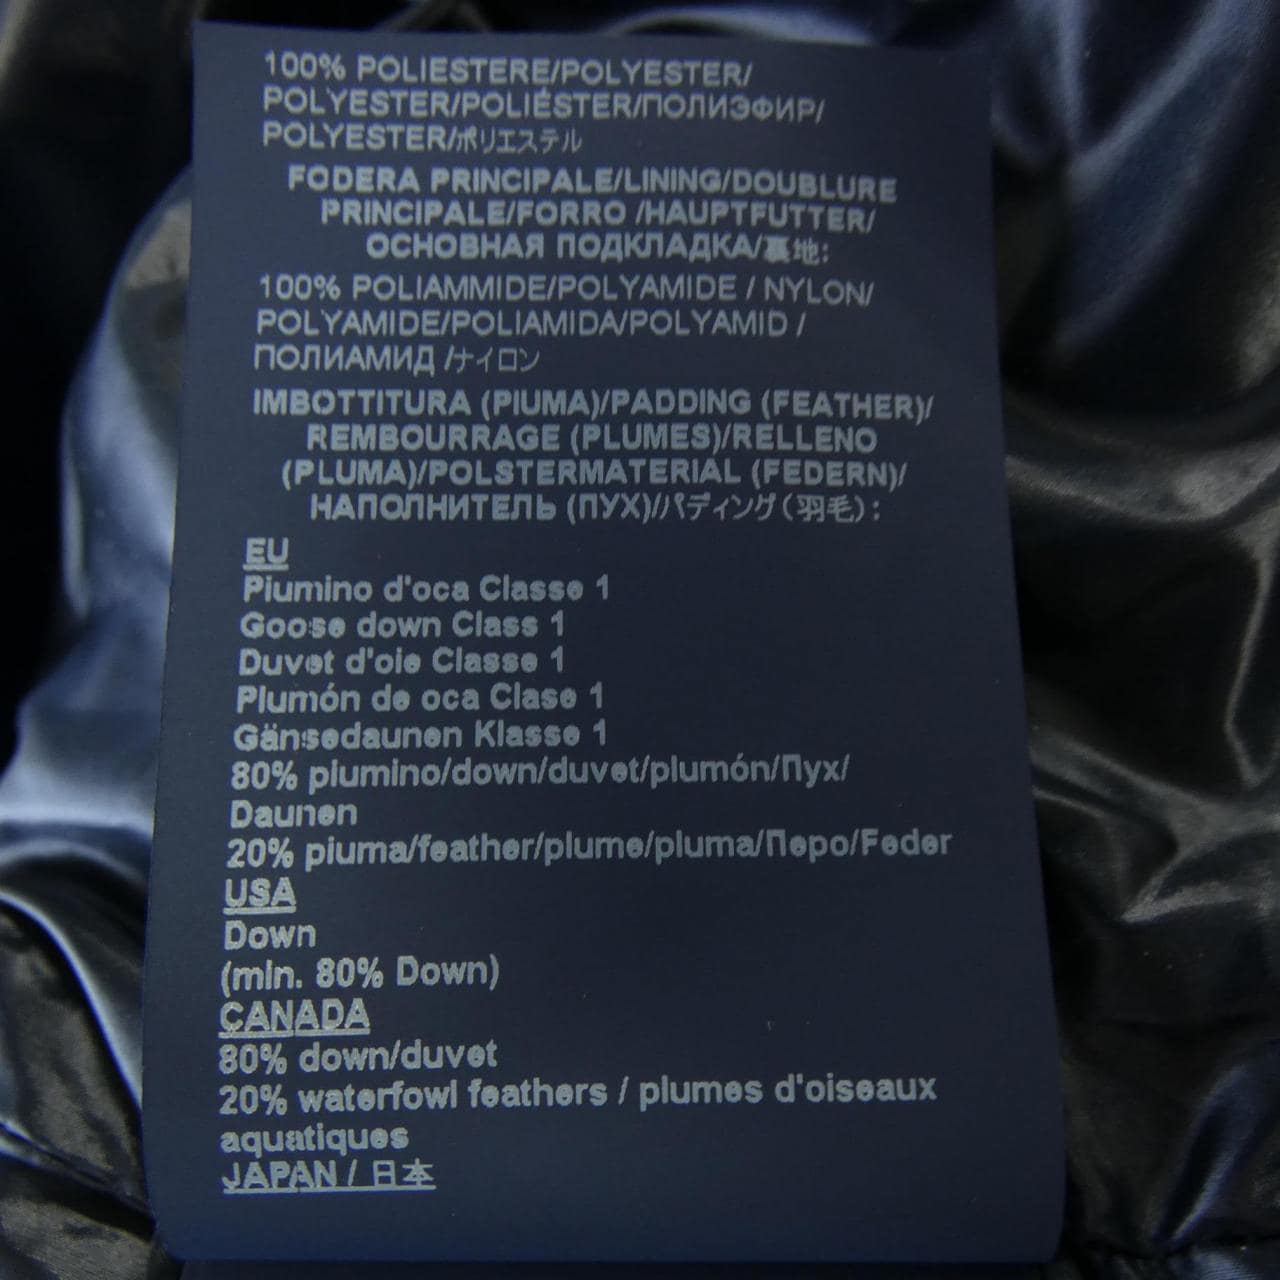 100% POLIESTERE/POLYESTER/
POLYESTER/POLIÉSTER/ПОЛИЭФИР/
POLYESTER/ポリエステル
FODERA PRINCIPALE/LINING/DOUBLURE
PRINCIPALE/FORRO /HAUPTFUTTER/
ОСНОВНАЯ ПОДКЛАДКА/裏地:
100% POLIAMMIDE/POLYAMIDE / NYLON/
POLYAMIDE/POLIAMIDA/POLYAMID /
ПОЛИАМИД /ナイロン
IMBOTTITURA (PIUMA)/PADDING (FEATHER)/
REMBOURRAGE (PLUMES)/RELLENO
(PLUMA)/POLSTERMATERIAL (FEDERN)/
НАПОЛНИТЕЛЬ (ПУХ)/パディング(羽毛):
EU
Piumino d'oca Classe 1
Goose down Class 1
Duvet d'oie Classe 1
Plumón de oca Clase 1
Gänsedaunen Klasse 1
80% piumino/down/duvet/plumón/Пух/
Daunen
20% piuma/feather/plume/pluma/Перо/Feder
USA
Down
(min. 80% Down)
CANADA
80% down/duvet
20% waterfowl feathers / plumes d'oiseaux
aquatiques
JAPAN / 日本